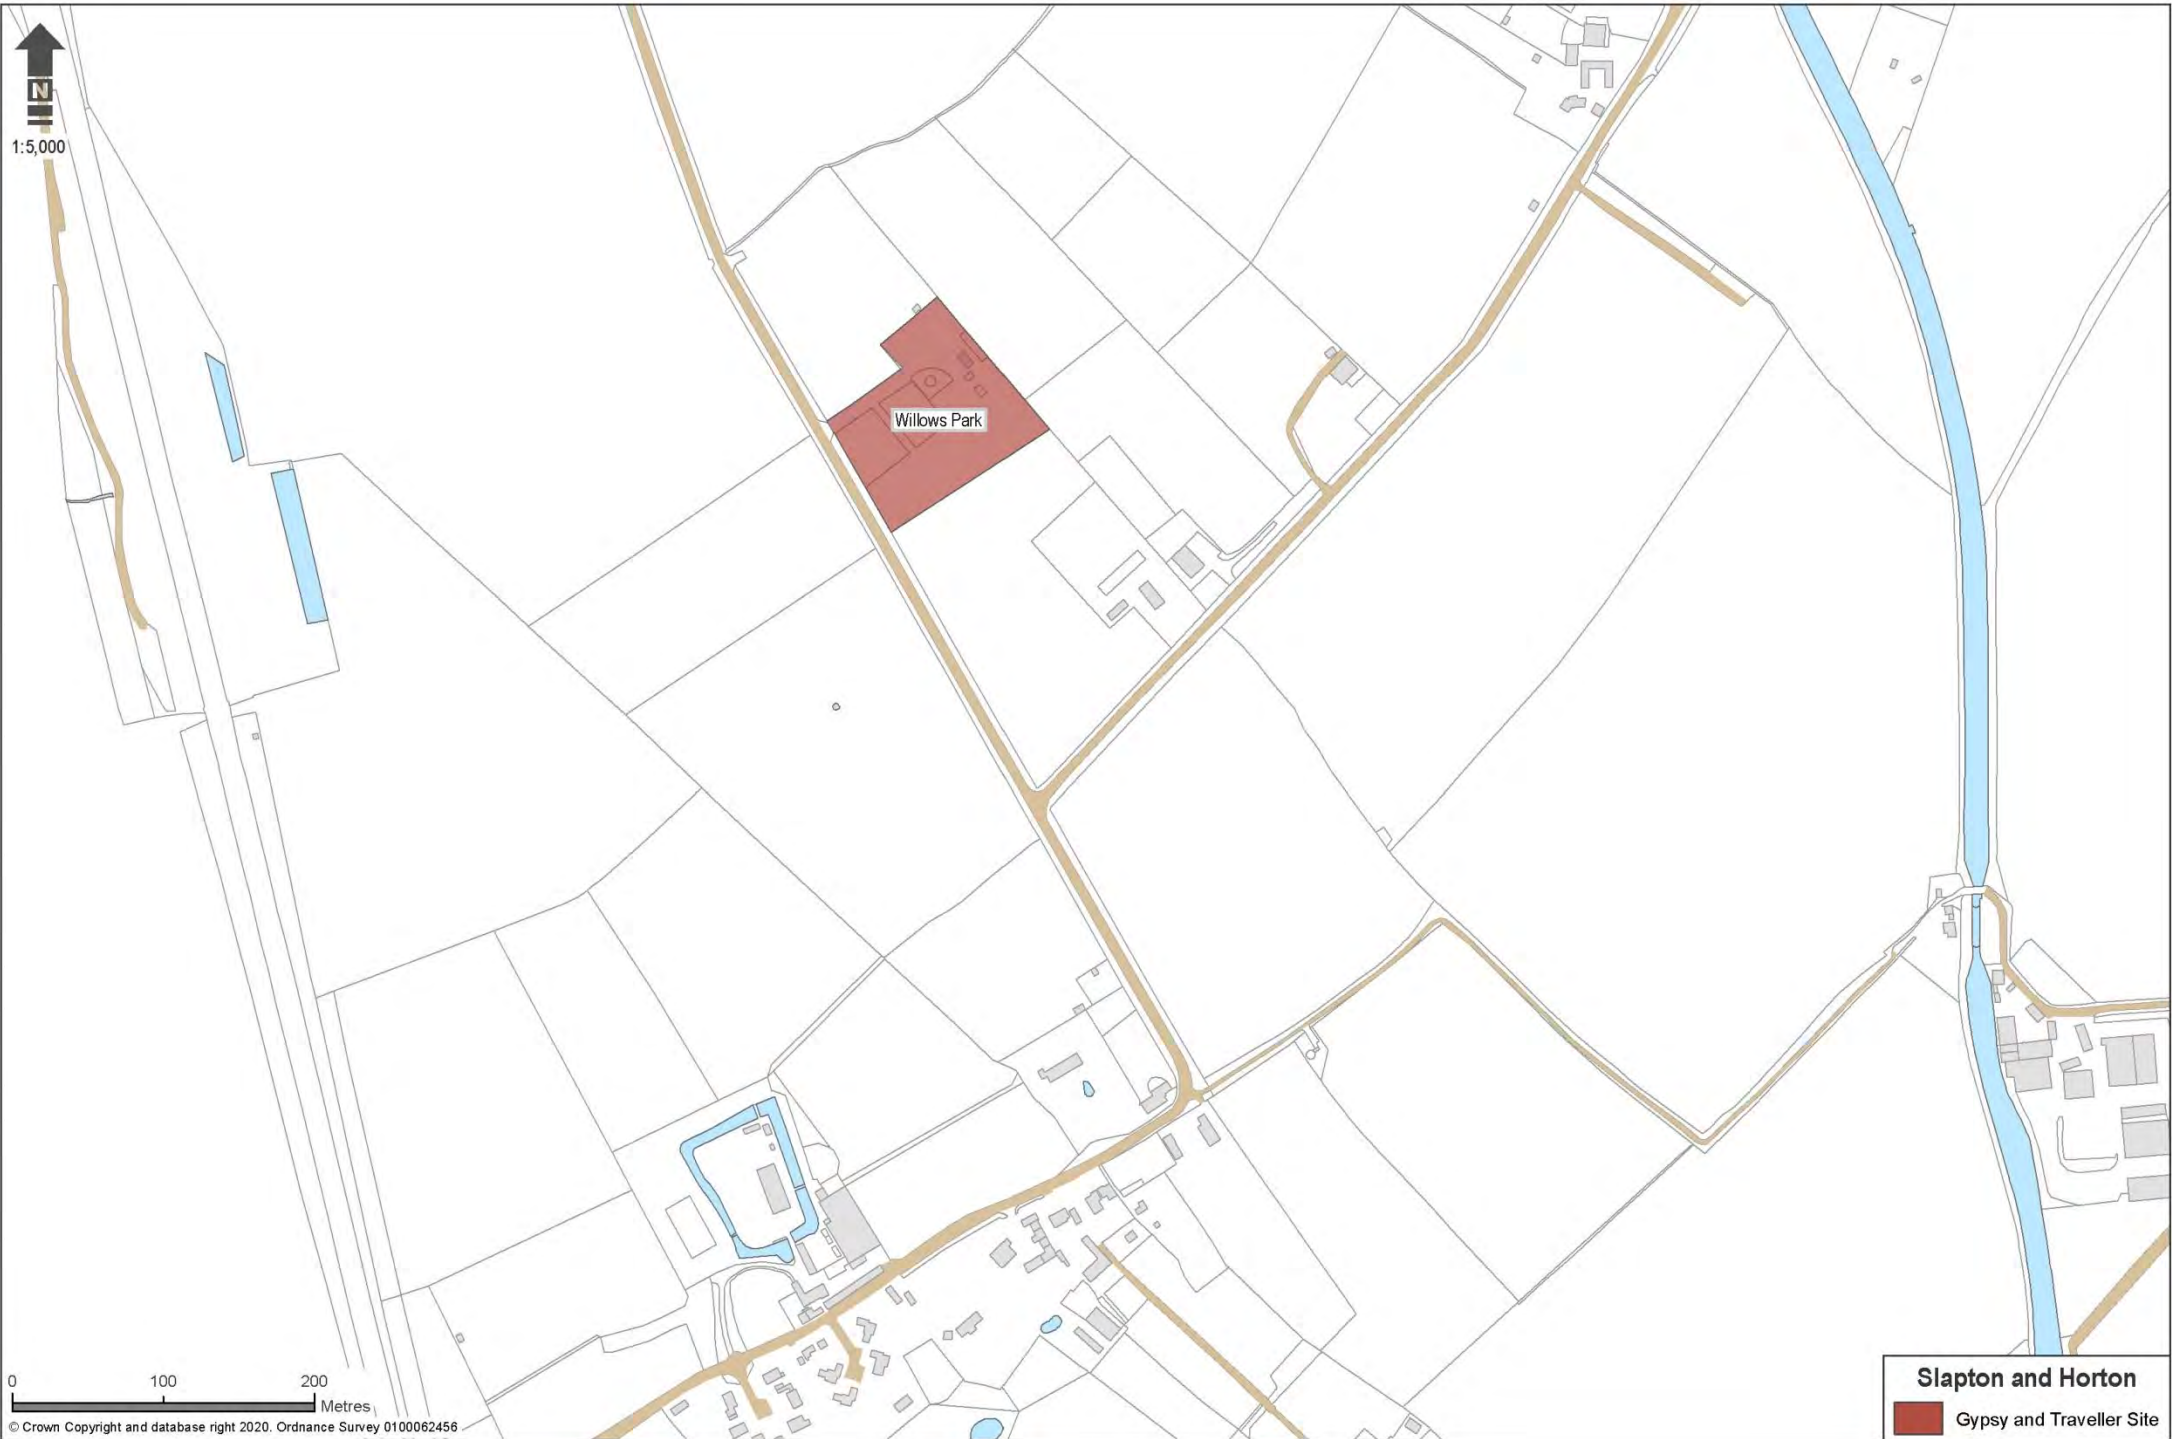 N
1:5,000
Willows Park
0 100 200
Metres
© Crown Copyright and database right 2020. Ordnance Survey 0100062456
Slapton and Horton
Gypsy and Traveller Site